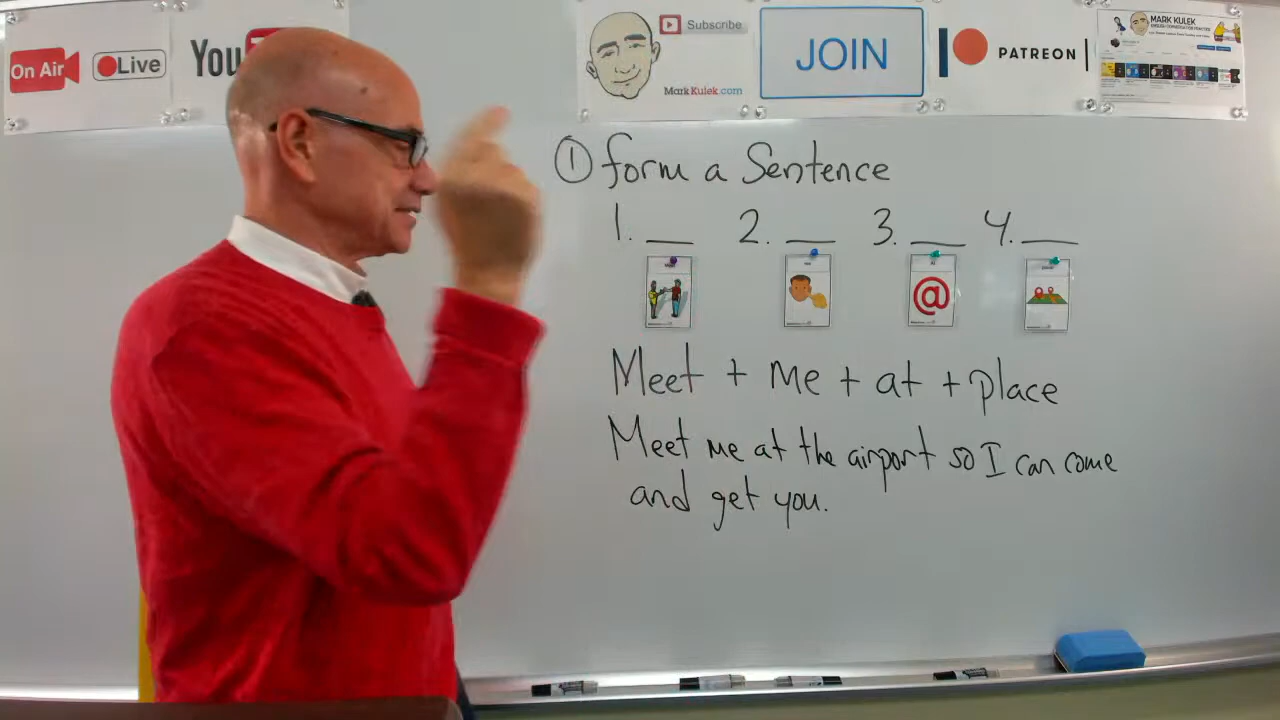 On Air
Live
You
Subscribe
MarkKulek.com
JOIN
PATREON
MARK KULEK
① form a Sentence
1. __ 2. __ 3. __ 4. __
@
Meet + me + at + place
Meet me at the airport so I can come
and get you.